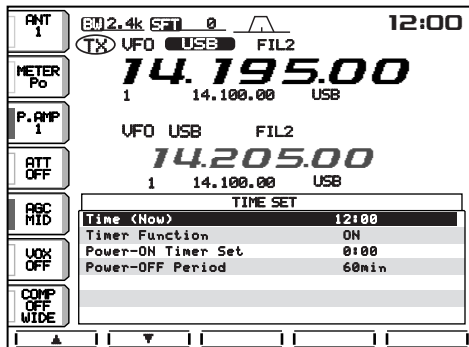 ANT
1
BW 2.4k SFT 0
12:00
TX VFO USB FIL2
METER
Po
14.195.00
1 14.100.00 USB
P.AMP
1
VFO USB FIL2
ATT
OFF
14.205.00
1 14.100.00 USB
AGC
MID
TIME SET
Time (Now) 12:00
Timer Function ON
VOX
OFF
Power-ON Timer Set 0:00
Power-OFF Period 60min
COMP
OFF
WIDE
▲ ▼